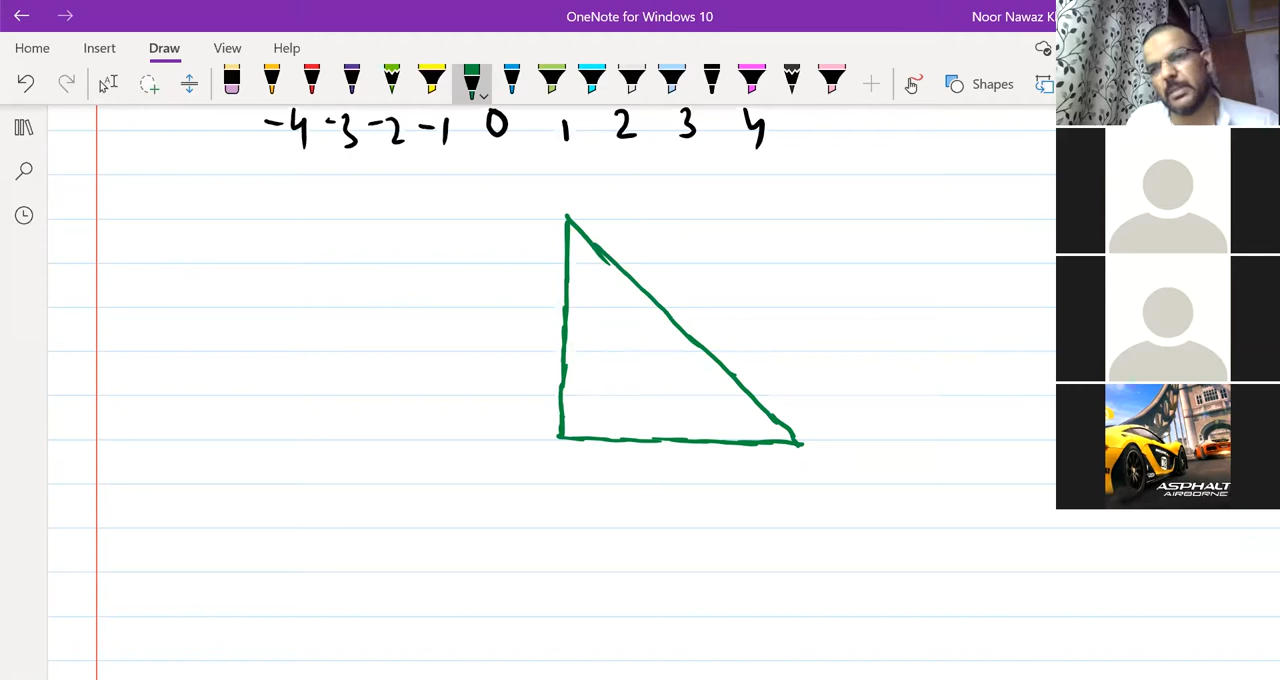 OneNote for Windows 10
Noor Nawaz K
Home Insert Draw View Help
Shapes
-4 -3 -2 -1 0 1 2 3 4
ASPHALT
AIRBORNE